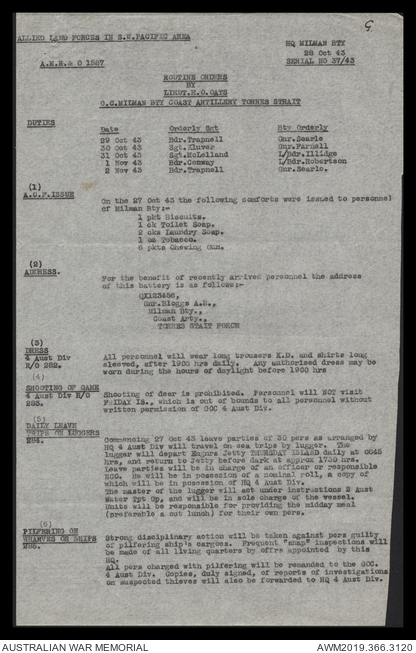 5
ALLIED LAND FORCES IN S.W.PACIFIC AREA
HQ MILMAN BTY
28 Oct 43
A.M.H.& O 1587
SERIAL NO 37/43
ROUTINE ORDERS
BY
LIEUT.E.O.OATS
O.C.MILMAN BTY COAST ARTILLERY TORRES STRAIT
DUTIES
Date Orderly Sgt Bty Orderly
29 Oct 43 Bdr.Trapnell Gnr.Searle
30 Oct 43 Sgt.Kluver Gnr.Farnell
31 Oct 43 Sgt.McLelland L/Bdr.Illidge
1 Nov 43 Bdr.Conway L/Bdr.Robertson
2 Nov 43 Bdr.Trapnell Gnr.Searle.
(1)
A.C.F.ISSUE
On the 27 Oct 43 the following comforts were issued to personnel
of Milman Bty:-
1 pkt Biscuits.
1 ck Toilet Soap.
2 cks Laundry Soap.
1 oz Tobacco.
6 pkts Chewing Gum.
(2)
ADDRESS.
For the benefit of recently arrived personnel the address
of this battery is as follows:-
QX123456,
Gnr.Bloggs A.B.,
Milman Bty.,
Coast Arty.,
TORRES STAIT FORCE
(3)
DRESS
4 Aust Div
R/O 282.
All personnel will wear long trousers K.D. and shirts long
sleeved, after 1900 hrs daily. Any authorised dress may be
worn during the hours of daylight before 1900 hrs
(4)
SHOOTING OF GAME
4 Aust Div R/O
283.
Shooting of deer is prohibited. Personnel will NOT visit
FRIDAY IS., which is out of bounds to all personnel without
written permission of GOC 4 Aust Div.
(5)
DAILY LEAVE
TRIPS ON LUGGERS
284.
Commencing 27 Oct 43 leave parties of 30 pers as arranged by
HQ 4 Aust Div will travel on sea trips by lugger. The
luggar will depart Engnrs Jetty THURSDAY ISLAND daily at 0845
hrs, and return to Jetty before dark at approx 1730 hrs.
Leave parties will be in charge of an officer or responsible
NCO. He will be in posession of a nominal roll, a copy of
which will be in posession of HQ 4 Aust Div.
The master of the lugger will act under instructions 2 Aust
Water Tpt Gp, and will be in sole charge of the vessel.
Units will be responsible for providing the midday meal
(preferable a cut lunch) for their own pers.
(6)
PILFERING ON
WHARVES OR SHIPS
285.
Strong disciplinary action will be taken against pers guilty
of pilfering ship's cargoes. Frequent "snap" inspections will
be made of all living quarters by offrs appointed by this
HQ.
All pers charged with pilfering will be remanded to the GOC.
4 Aust Div. Copies, duly signed, of reports of investigations
on suspected thieves will also be forwarded to HQ 4 Aust Div.
AUSTRALIAN WAR MEMORIAL
AWM2019.366.3120